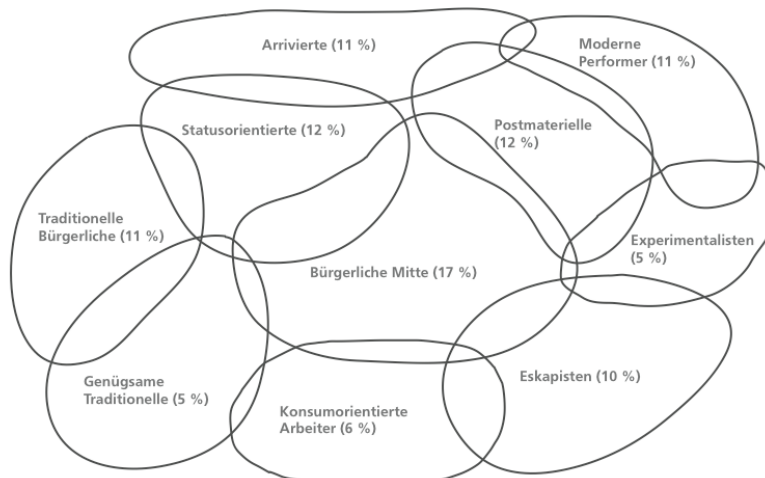 Arrivierte (11 %)
Moderne
Performer (11 %)
Statusorientierte (12 %)
Postmaterielle
(12 %)
Traditionelle
Bürgerliche (11 %)
Experimentalisten
(5 %)
Bürgerliche Mitte (17 %)
Genügsame
Traditionelle (5 %)
Konsumorientierte
Arbeiter (6 %)
Eskapisten (10 %)